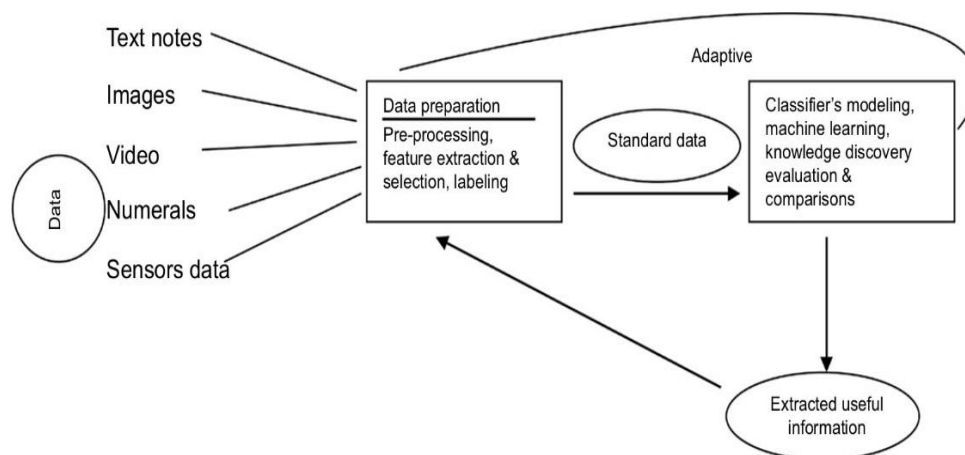 Data
Text notes
Images
Video
Numerals
Sensors data
Data preparation
Pre-processing,
feature extraction &
selection, labeling
Adaptive
Standard data
Classifier's modeling,
machine learning,
knowledge discovery
evaluation &
comparisons
Extracted useful
information